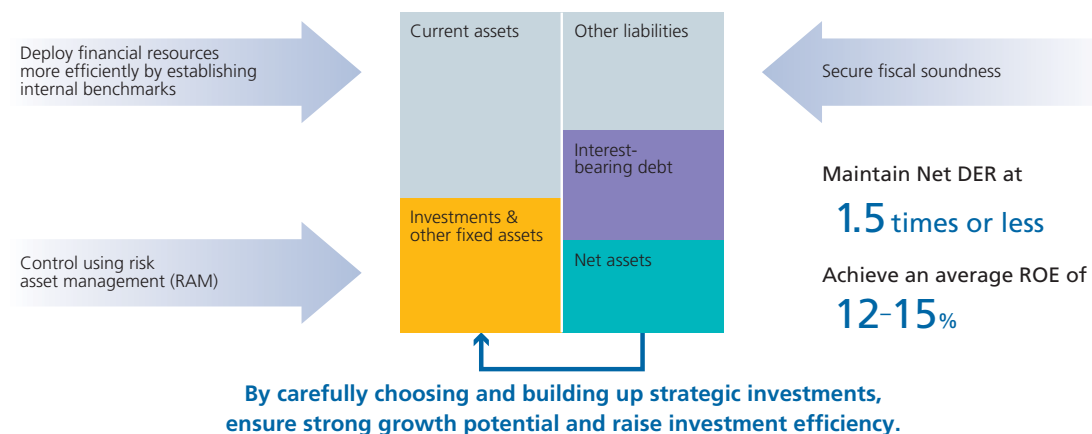 Deploy financial resources
more efficiently by establishing
internal benchmarks
Control using risk
asset management (RAM)
Current assets
Investments &
other fixed assets
Other liabilities
Interest-
bearing debt
Net assets
Secure fiscal soundness
Maintain Net DER at
1.5 times or less
Achieve an average ROE of
12–15%
By carefully choosing and building up strategic investments,
ensure strong growth potential and raise investment efficiency.